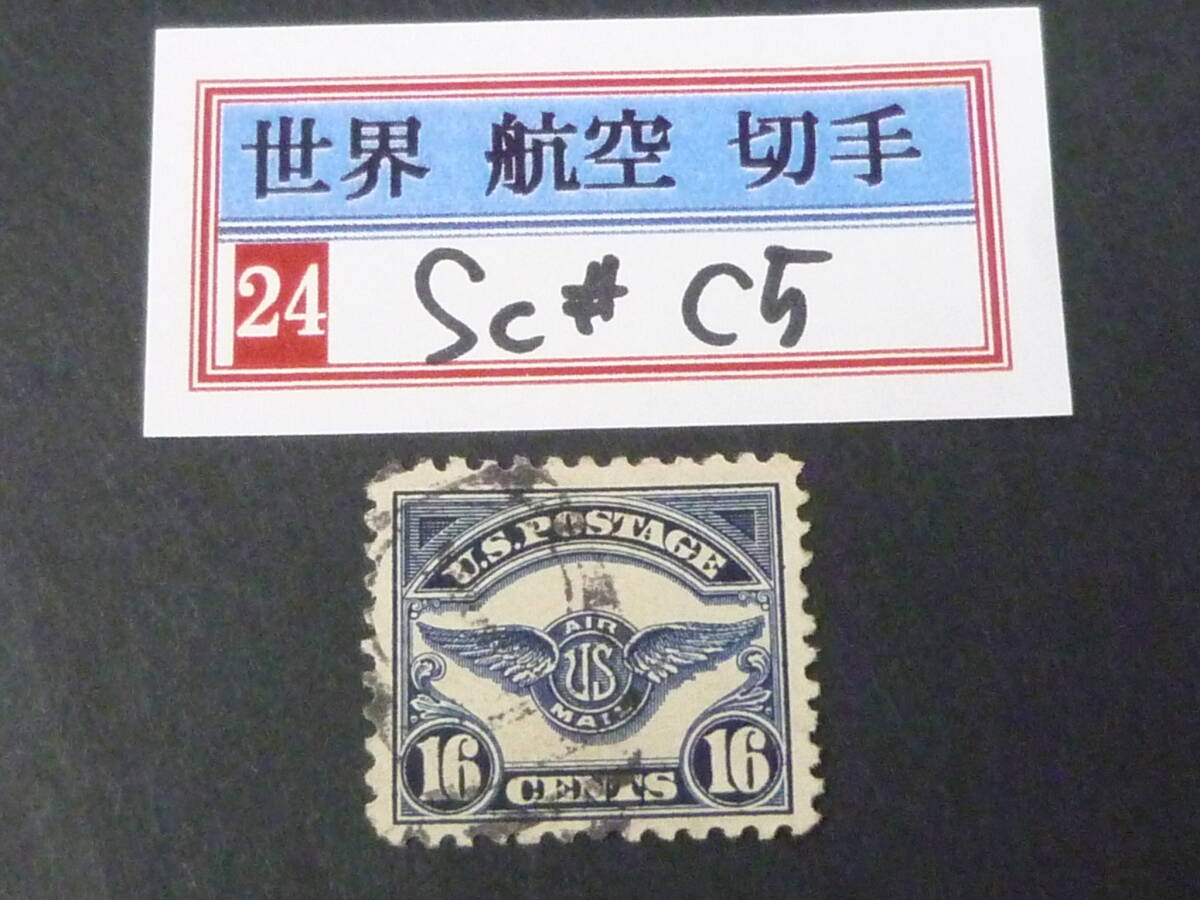 世界 航空 切手
24 Sc# C5
U.S.POSTAGE
AIR
US
MAIL
16 CENTS 16